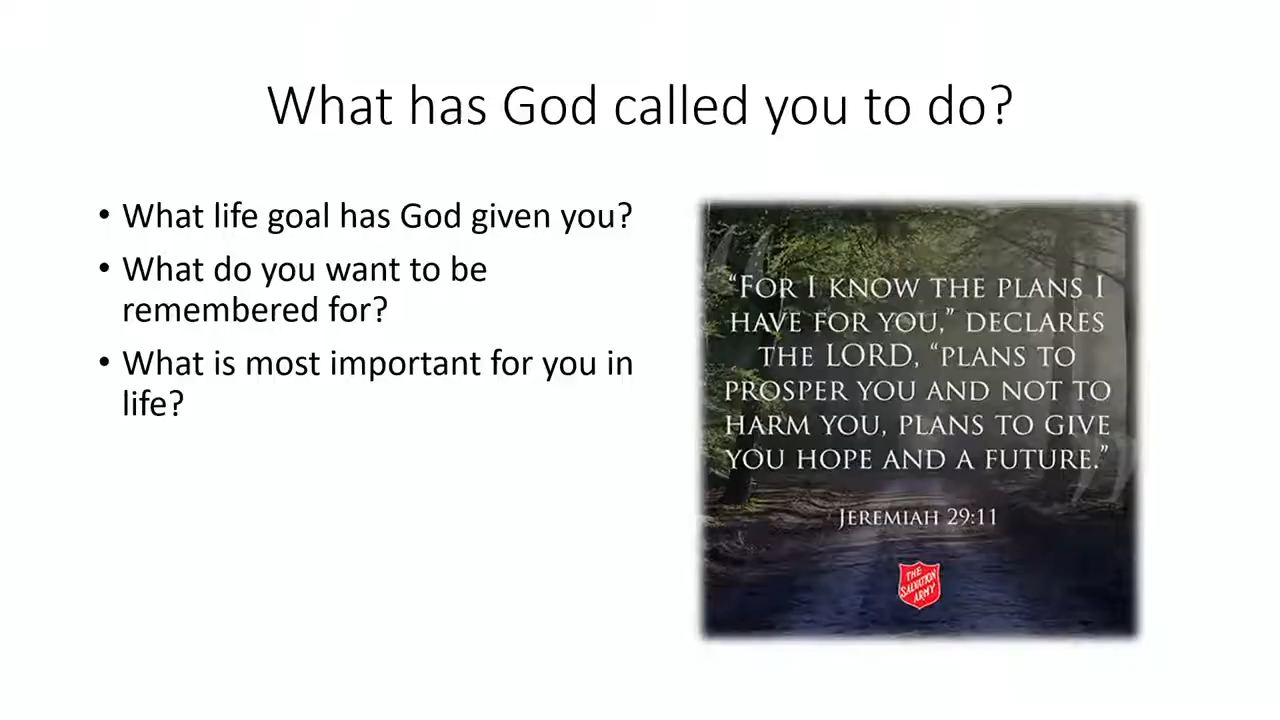 What has God called you to do?
• What life goal has God given you?
• What do you want to be
remembered for?
• What is most important for you in
life?
“FOR I KNOW THE PLANS I
HAVE FOR YOU,” DECLARES
THE LORD, “PLANS TO
PROSPER YOU AND NOT TO
HARM YOU, PLANS TO GIVE
YOU HOPE AND A FUTURE.”
JEREMIAH 29:11
THE
SALVATION
ARMY